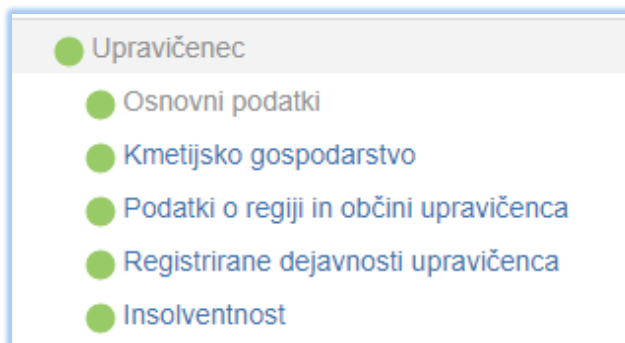 Upravičenec
Osnovni podatki
Kmetijsko gospodarstvo
Podatki o regiji in občini upravičenca
Registrirane dejavnosti upravičenca
Insolventnost